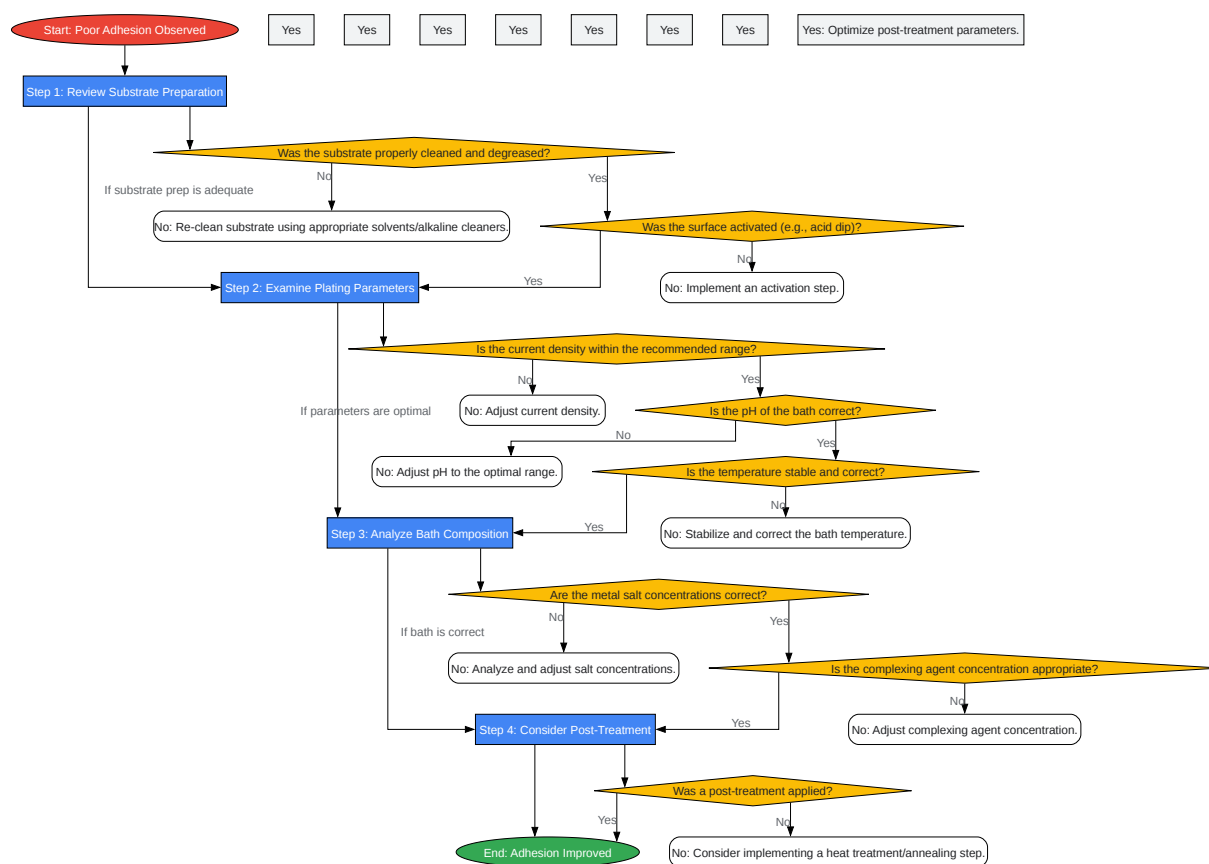 Start: Poor Adhesion Observed
Yes
Yes
Yes
Yes
Yes
Yes
Yes
Yes: Optimize post-treatment parameters.
Step 1: Review Substrate Preparation
Was the substrate properly cleaned and degreased?
No
Yes
If substrate prep is adequate
No: Re-clean substrate using appropriate solvents/alkaline cleaners.
Was the surface activated (e.g., acid dip)?
No
Yes
Step 2: Examine Plating Parameters
No: Implement an activation step.
Is the current density within the recommended range?
No
Yes
If parameters are optimal
No: Adjust current density.
Is the pH of the bath correct?
No
Yes
No: Adjust pH to the optimal range.
Is the temperature stable and correct?
No
Yes
Step 3: Analyze Bath Composition
No: Stabilize and correct the bath temperature.
Are the metal salt concentrations correct?
No
Yes
If bath is correct
No: Analyze and adjust salt concentrations.
Is the complexing agent concentration appropriate?
No
Yes
Step 4: Consider Post-Treatment
No: Adjust complexing agent concentration.
Was a post-treatment applied?
Yes
No
End: Adhesion Improved
No: Consider implementing a heat treatment/annealing step.